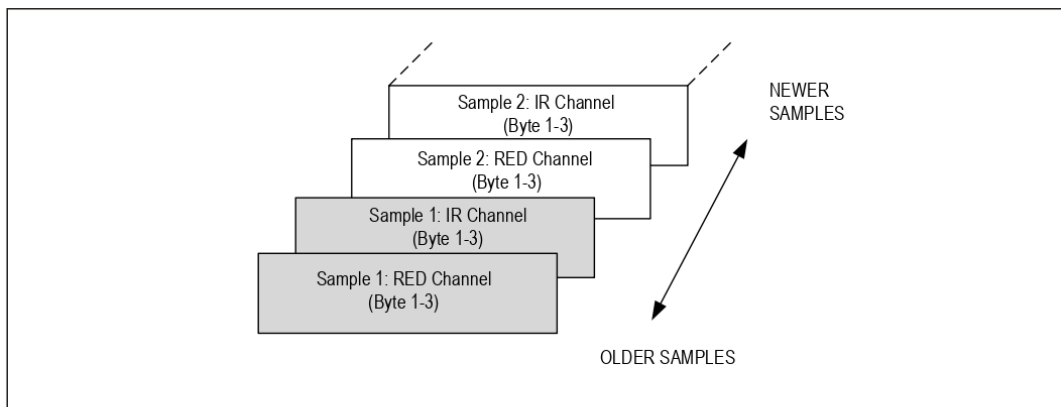 Sample 2: IR Channel
(Byte 1-3)
NEWER
SAMPLES
Sample 2: RED Channel
(Byte 1-3)
Sample 1: IR Channel
(Byte 1-3)
Sample 1: RED Channel
(Byte 1-3)
OLDER SAMPLES